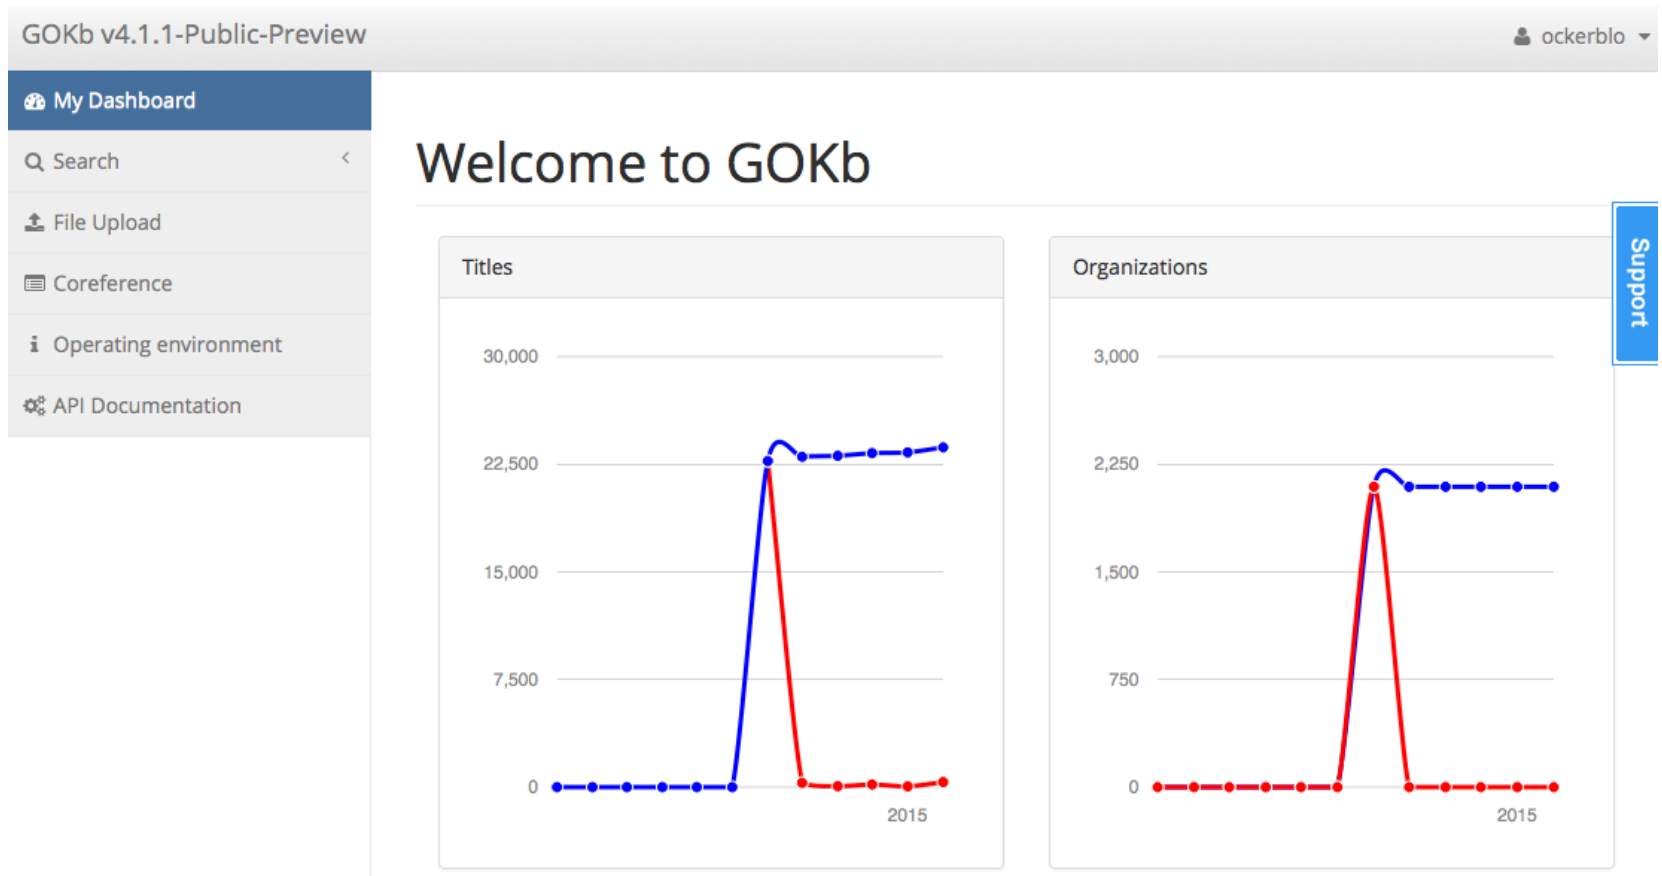 GOKb v4.1.1-Public-Preview
ockerblo
My Dashboard
Search
File Upload
Coreference
Operating environment
API Documentation
Welcome to GOKb
Support
Titles
30,000
22,500
15,000
7,500
0
2015
Organizations
3,000
2,250
1,500
750
0
2015